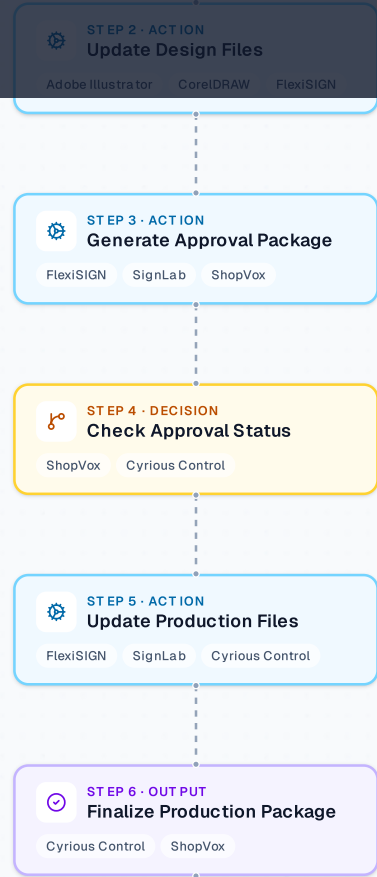 STEP 2 · ACTION
Update Design Files
Adobe Illustrator CorelDRAW FlexiSIGN
STEP 3 · ACTION
Generate Approval Package
FlexiSIGN SignLab ShopVox
STEP 4 · DECISION
Check Approval Status
ShopVox Cyrious Control
STEP 5 · ACTION
Update Production Files
FlexiSIGN SignLab Cyrious Control
STEP 6 · OUTPUT
Finalize Production Package
Cyrious Control ShopVox